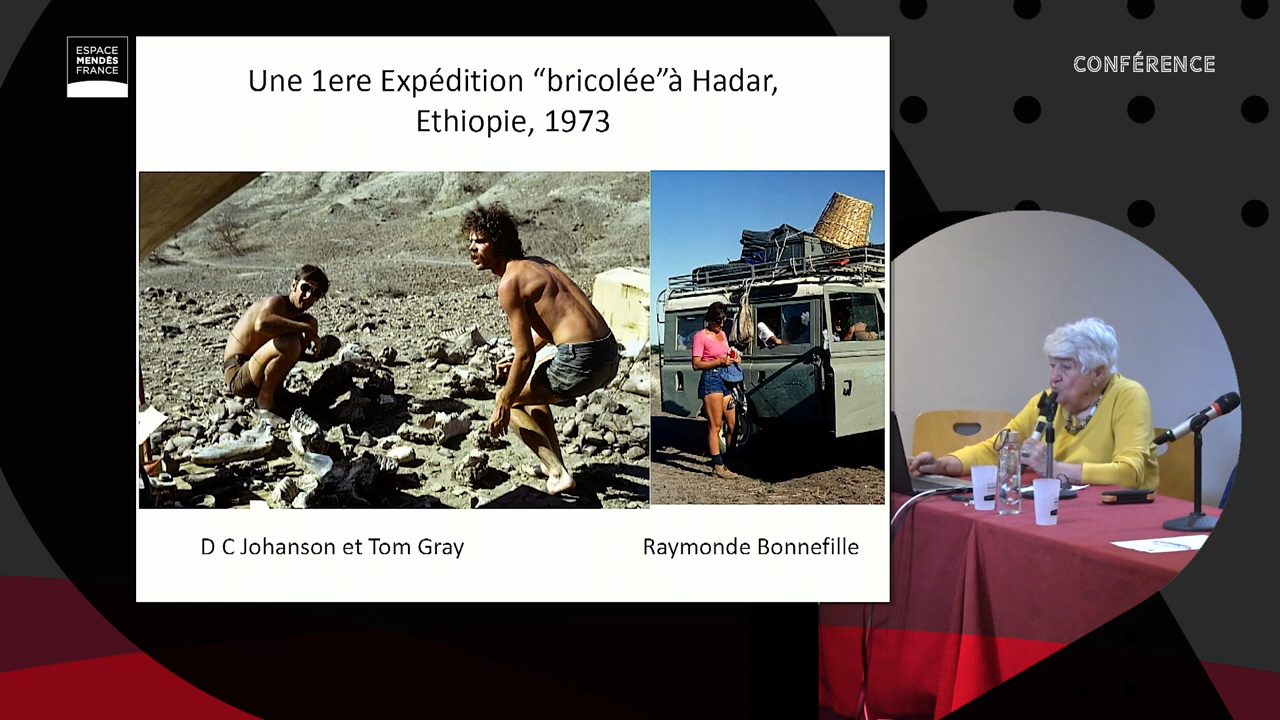 ESPACE
MENDÈS
FRANCE
CONFÉRENCE
Une 1ere Expédition “bricolée”à Hadar,
Ethiopie, 1973
D C Johanson et Tom Gray
Raymonde Bonnefille